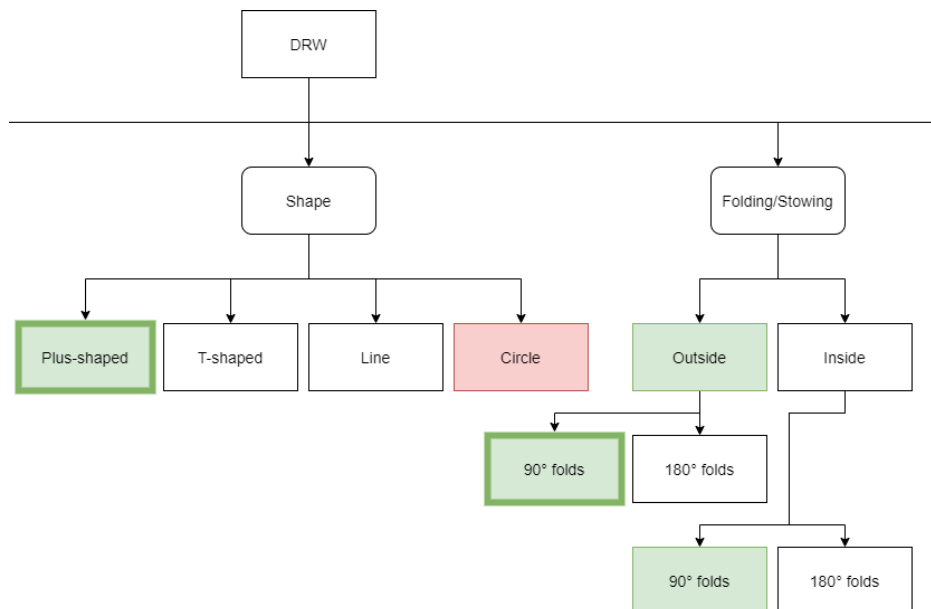 DRW
Shape
Folding/Stowing
Plus-shaped
T-shaped
Line
Circle
Outside
Inside
90° folds
180° folds
90° folds
180° folds